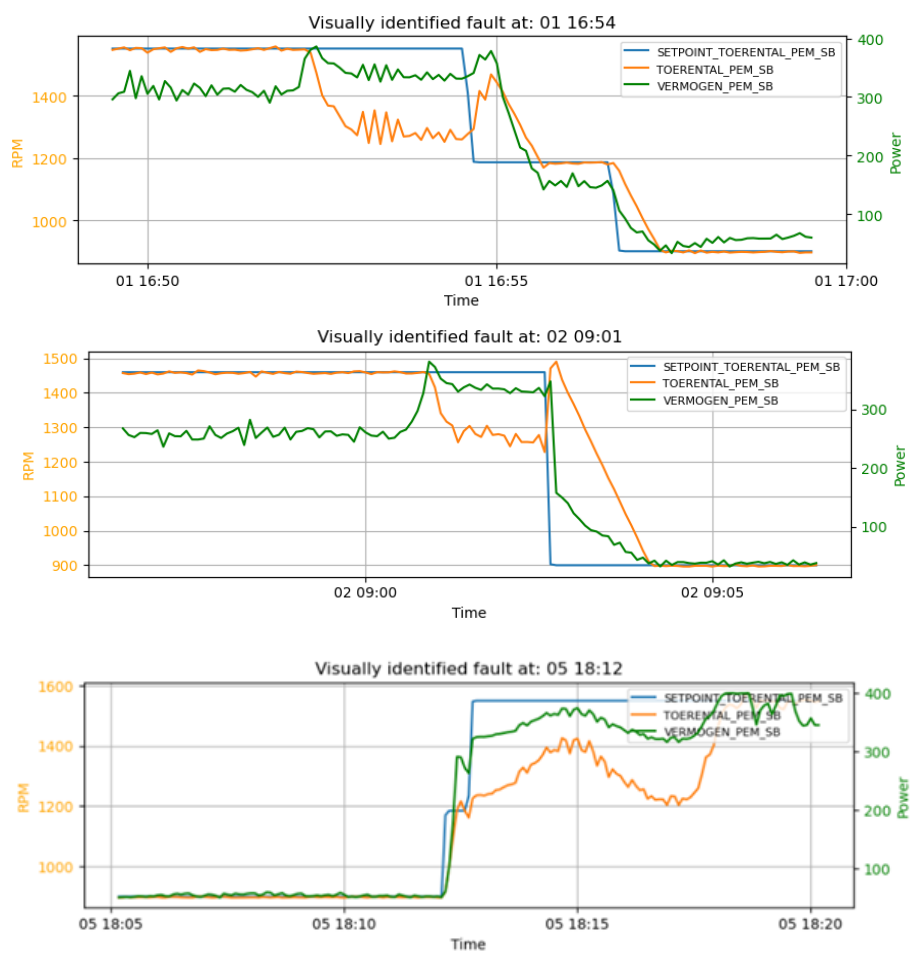 Visually identified fault at: 01 16:54
SETPOINT_TOERENTAL_PEM_SB
TOERENTAL_PEM_SB
VERMOGEN_PEM_SB
1400
1200
1000
RPM
400
300
200
100
Power
01 16:50
01 16:55
01 17:00
Time
Visually identified fault at: 02 09:01
SETPOINT_TOERENTAL_PEM_SB
TOERENTAL_PEM_SB
VERMOGEN_PEM_SB
1500
1400
1300
1200
1100
1000
900
RPM
300
200
100
Power
02 09:00
02 09:05
Time
Visually identified fault at: 05 18:12
SETPOINT_TOERENTAL_PEM_SB
TOERENTAL_PEM_SB
VERMOGEN_PEM_SB
1600
1400
1200
1000
RPM
400
300
200
100
Power
05 18:05
05 18:10
05 18:15
05 18:20
Time